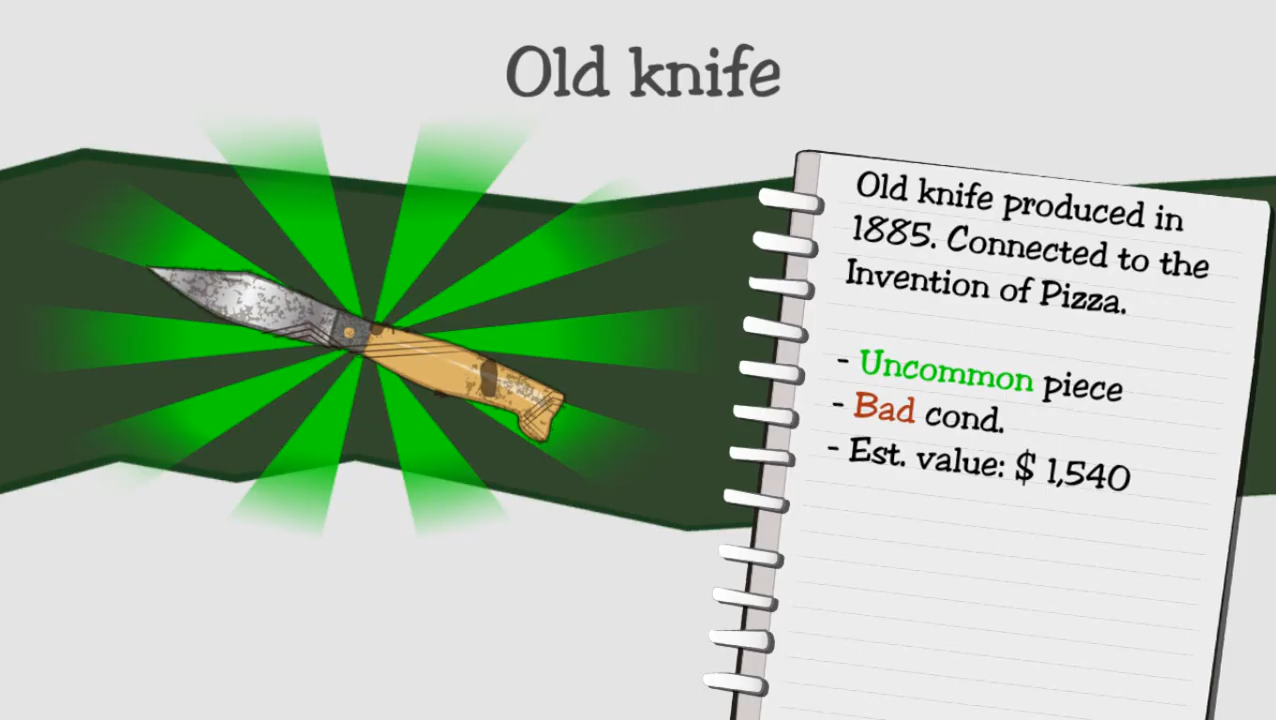 Old knife
Old knife produced in
1885. Connected to the
Invention of Pizza.
- Uncommon piece
- Bad cond.
- Est. value: $ 1,540